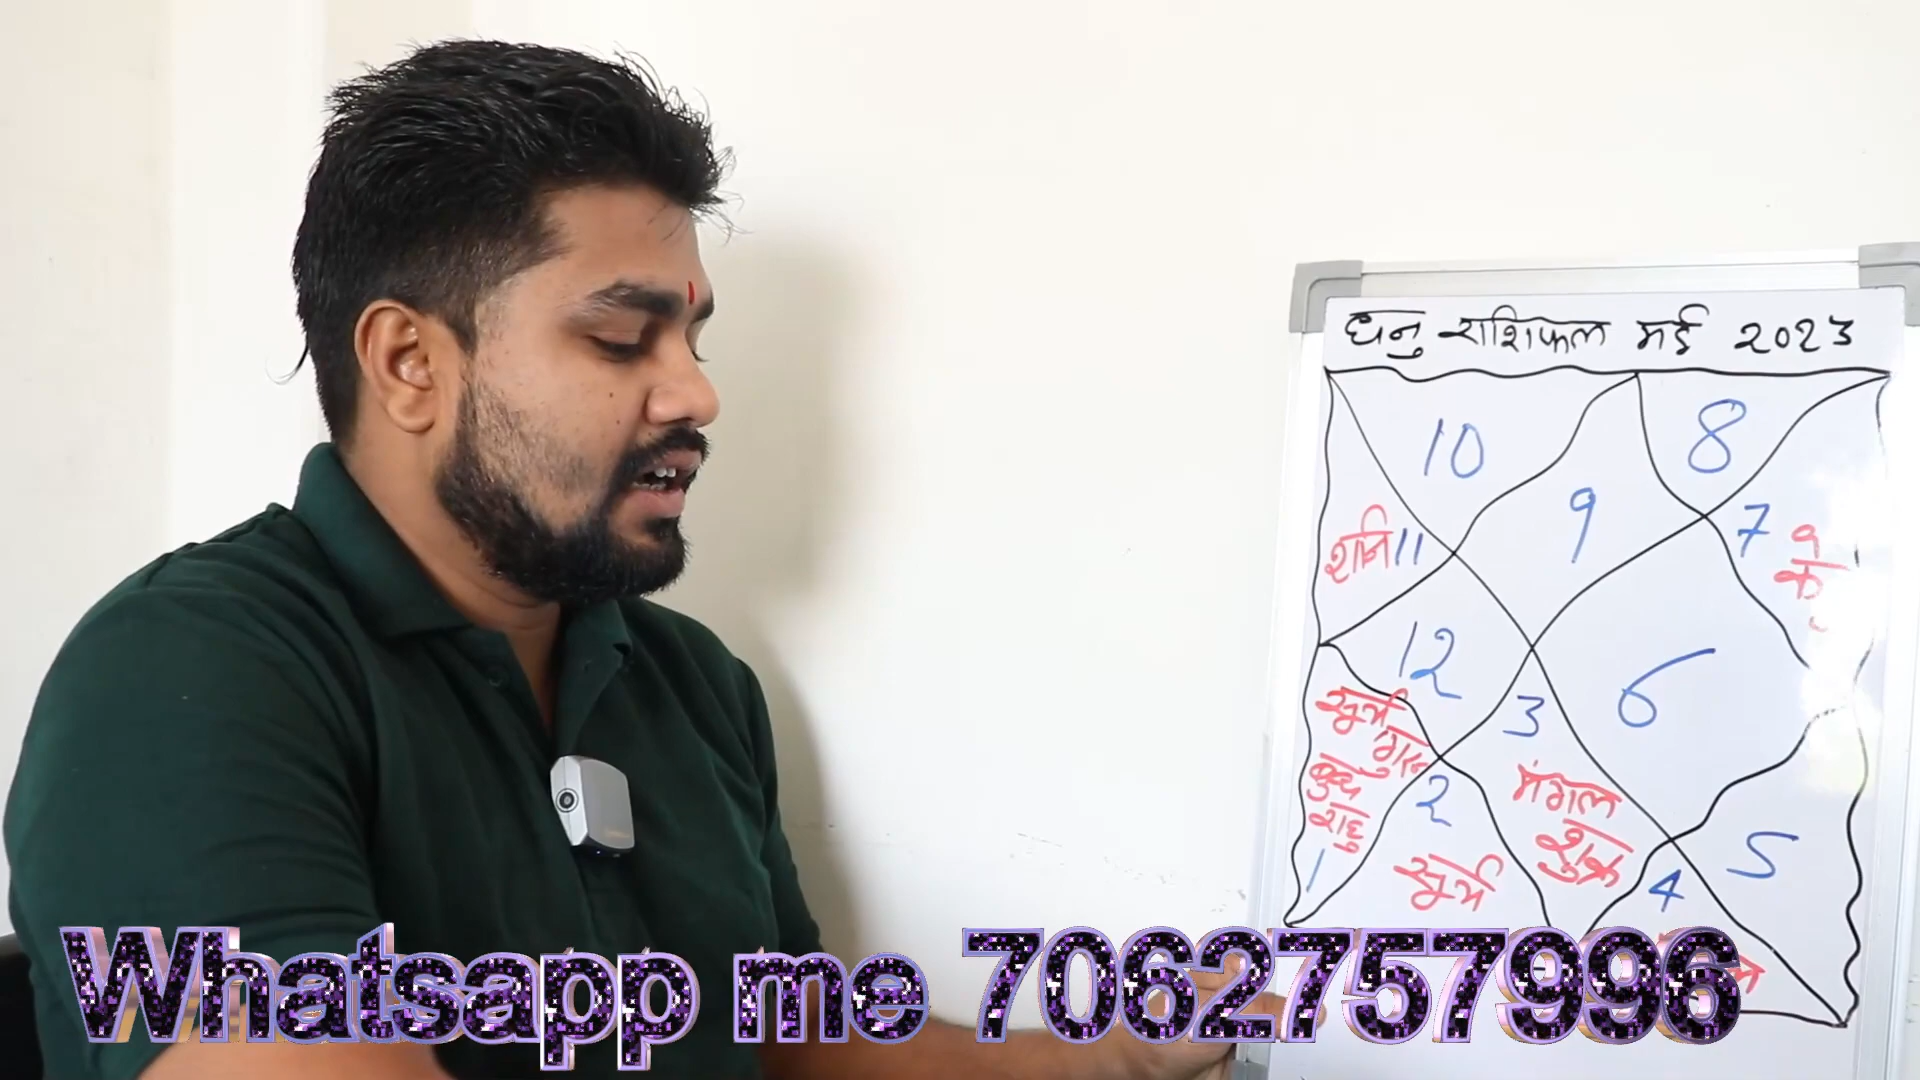 धनु राशिफल मई 2023
10
8
9
शनि 11
7
12
6
सूर्य
गुरू
3
बुध
राहु
2
मंगल
शुक्र
5
1
सूर्य
4
Whatsapp me 7062757996